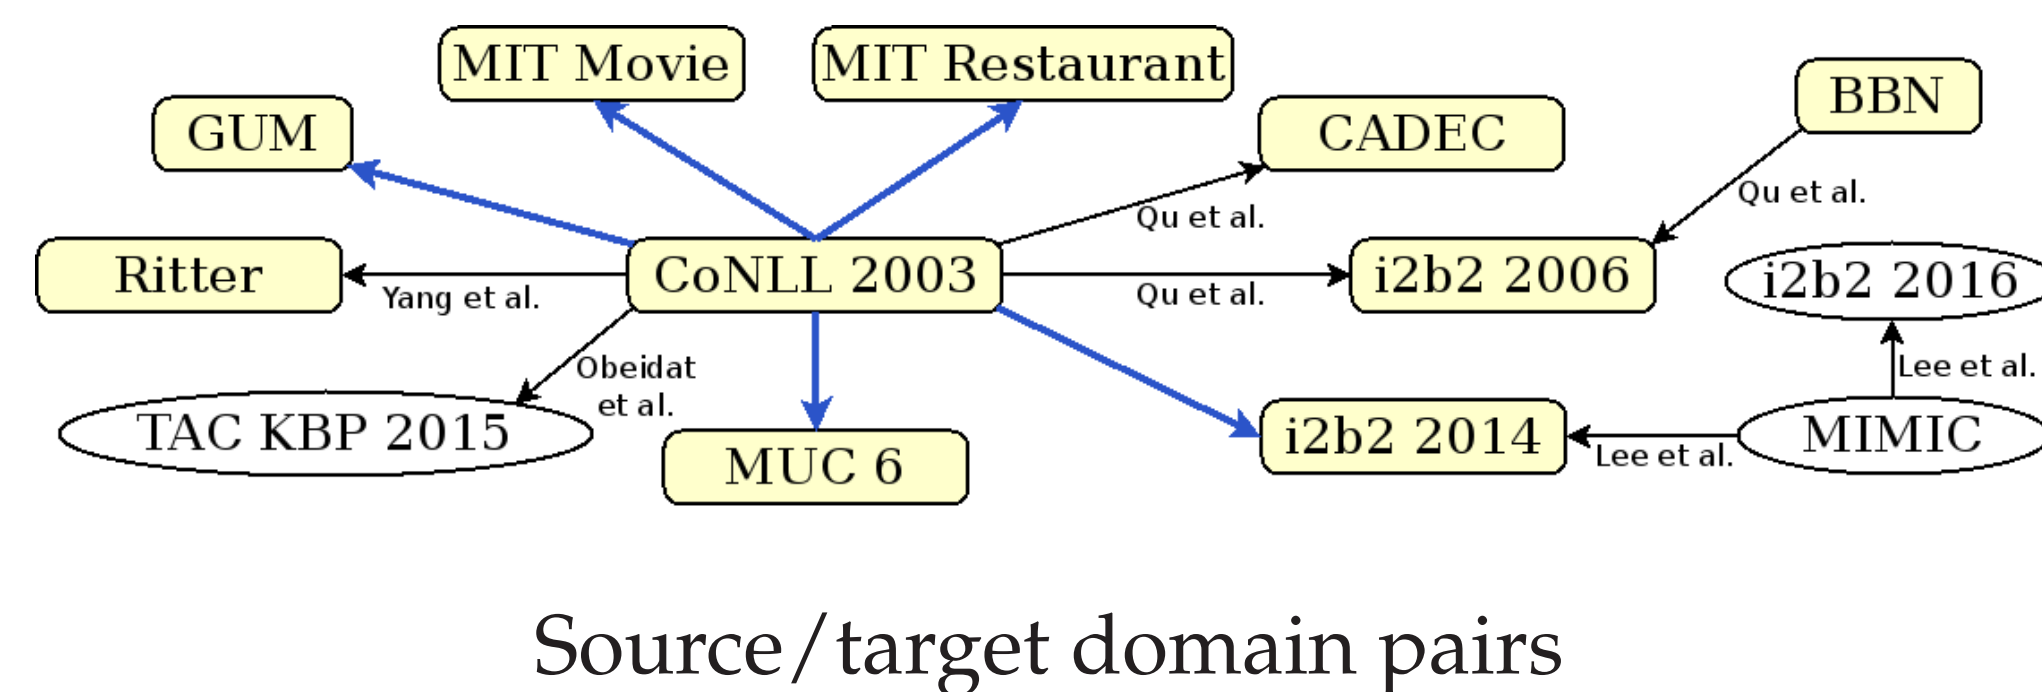 MIT Movie
MIT Restaurant
BBN
GUM
CADEC
Qu et al.
Qu et al.
Ritter
CoNLL 2003
i2b2 2006
i2b2 2016
Yang et al.
Qu et al.
Obeidat
et al.
Lee et al.
TAC KBP 2015
MUC 6
i2b2 2014
MIMIC
Lee et al.
Source/target domain pairs